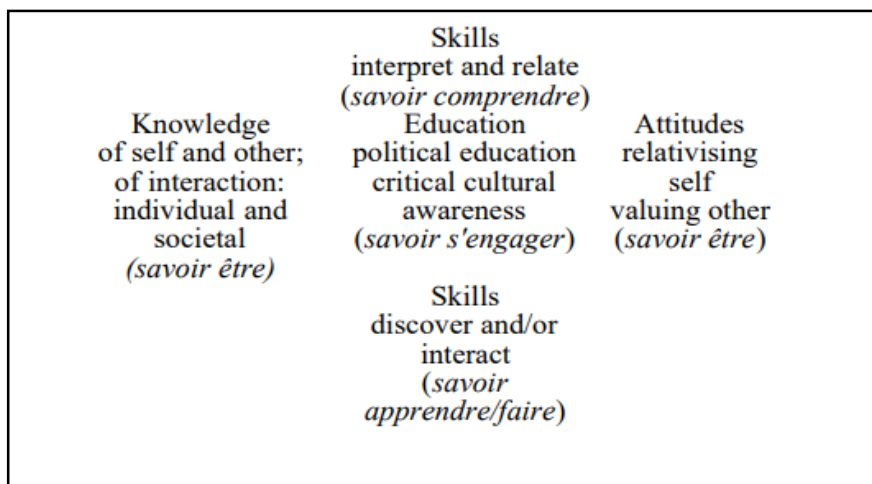 Skills
interpret and relate
(savoir comprendre)
Knowledge
of self and other;
of interaction:
individual and
societal
(savoir être)
Education
political education
critical cultural
awareness
(savoir s'engager)
Attitudes
relativising
self
valuing other
(savoir être)
Skills
discover and/or
interact
(savoir
apprendre/faire)